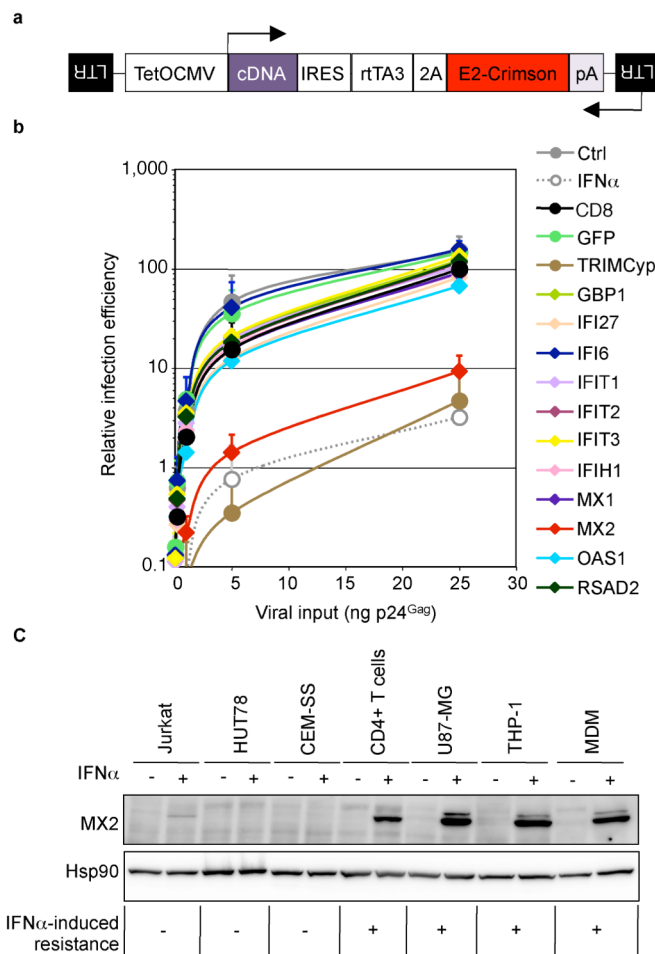 a
LTR TetOCMV cDNA IRES rtTA3 2A E2-Crimson pA LTR
b
1,000
100
10
1
0.1
Relative infection efficiency
0 5 10 15 20 25 30
Viral input (ng p24Gag)
Ctrl
IFNα
CD8
GFP
TRIMCyp
GBP1
IFI27
IFI6
IFIT1
IFIT2
IFIT3
IFIH1
MX1
MX2
OAS1
RSAD2
C
Jurkat HUT78 CEM-SS CD4+ T cells U87-MG THP-1 MDM
IFNα - + - + - + - + - + - + - +
MX2
Hsp90
IFNα-induced
resistance - - - + + + +